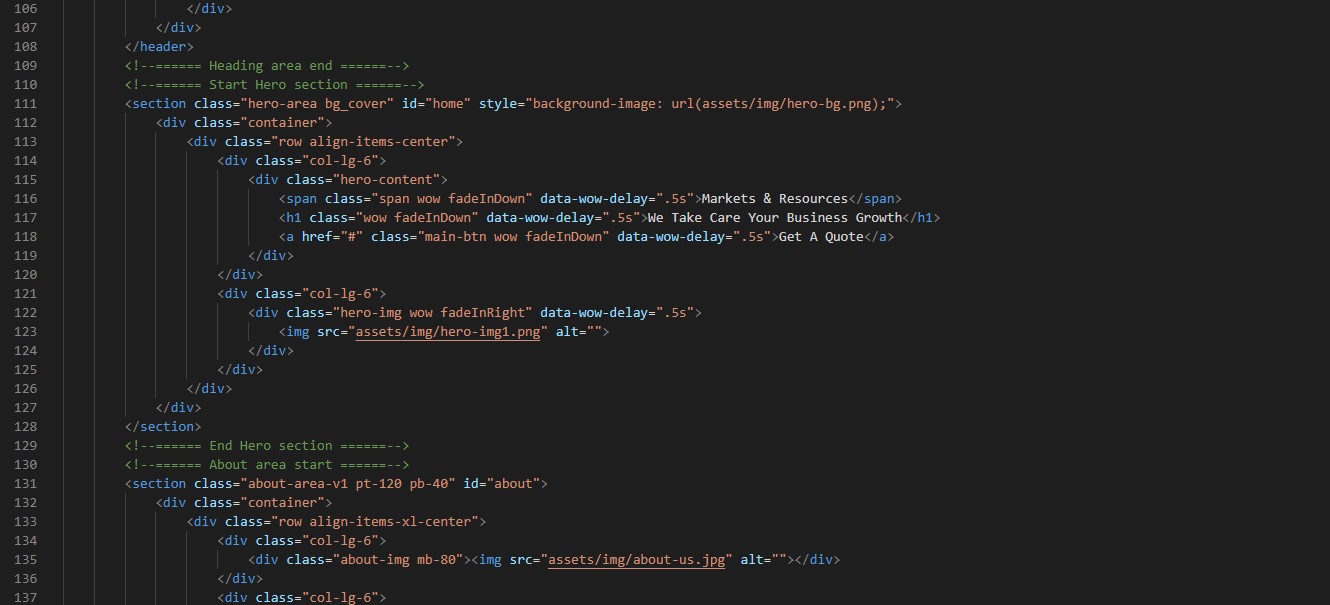 106 </div>
107 </div>
108 </header>
109 <!--====== Heading area end ======-->
110 <!--====== Start Hero section ======-->
111 <section class="hero-area bg_cover" id="home" style="background-image: url(assets/img/hero-bg.png);">
112 <div class="container">
113 <div class="row align-items-center">
114 <div class="col-lg-6">
115 <div class="hero-content">
116 <span class="span wow fadeInDown" data-wow-delay=".5s">Markets & Resources</span>
117 <h1 class="wow fadeInDown" data-wow-delay=".5s">We Take Care Your Business Growth</h1>
118 <a href="#" class="main-btn wow fadeInDown" data-wow-delay=".5s">Get A Quote</a>
119 </div>
120 </div>
121 <div class="col-lg-6">
122 <div class="hero-img wow fadeInRight" data-wow-delay=".5s">
123 <img src="assets/img/hero-img1.png" alt="">
124 </div>
125 </div>
126 </div>
127 </div>
128 </section>
129 <!--====== End Hero section ======-->
130 <!--====== About area start ======-->
131 <section class="about-area-v1 pt-120 pb-40" id="about">
132 <div class="container">
133 <div class="row align-items-xl-center">
134 <div class="col-lg-6">
135 <div class="about-img mb-80"><img src="assets/img/about-us.jpg" alt=""></div>
136 </div>
137 <div class="col-lg-6">